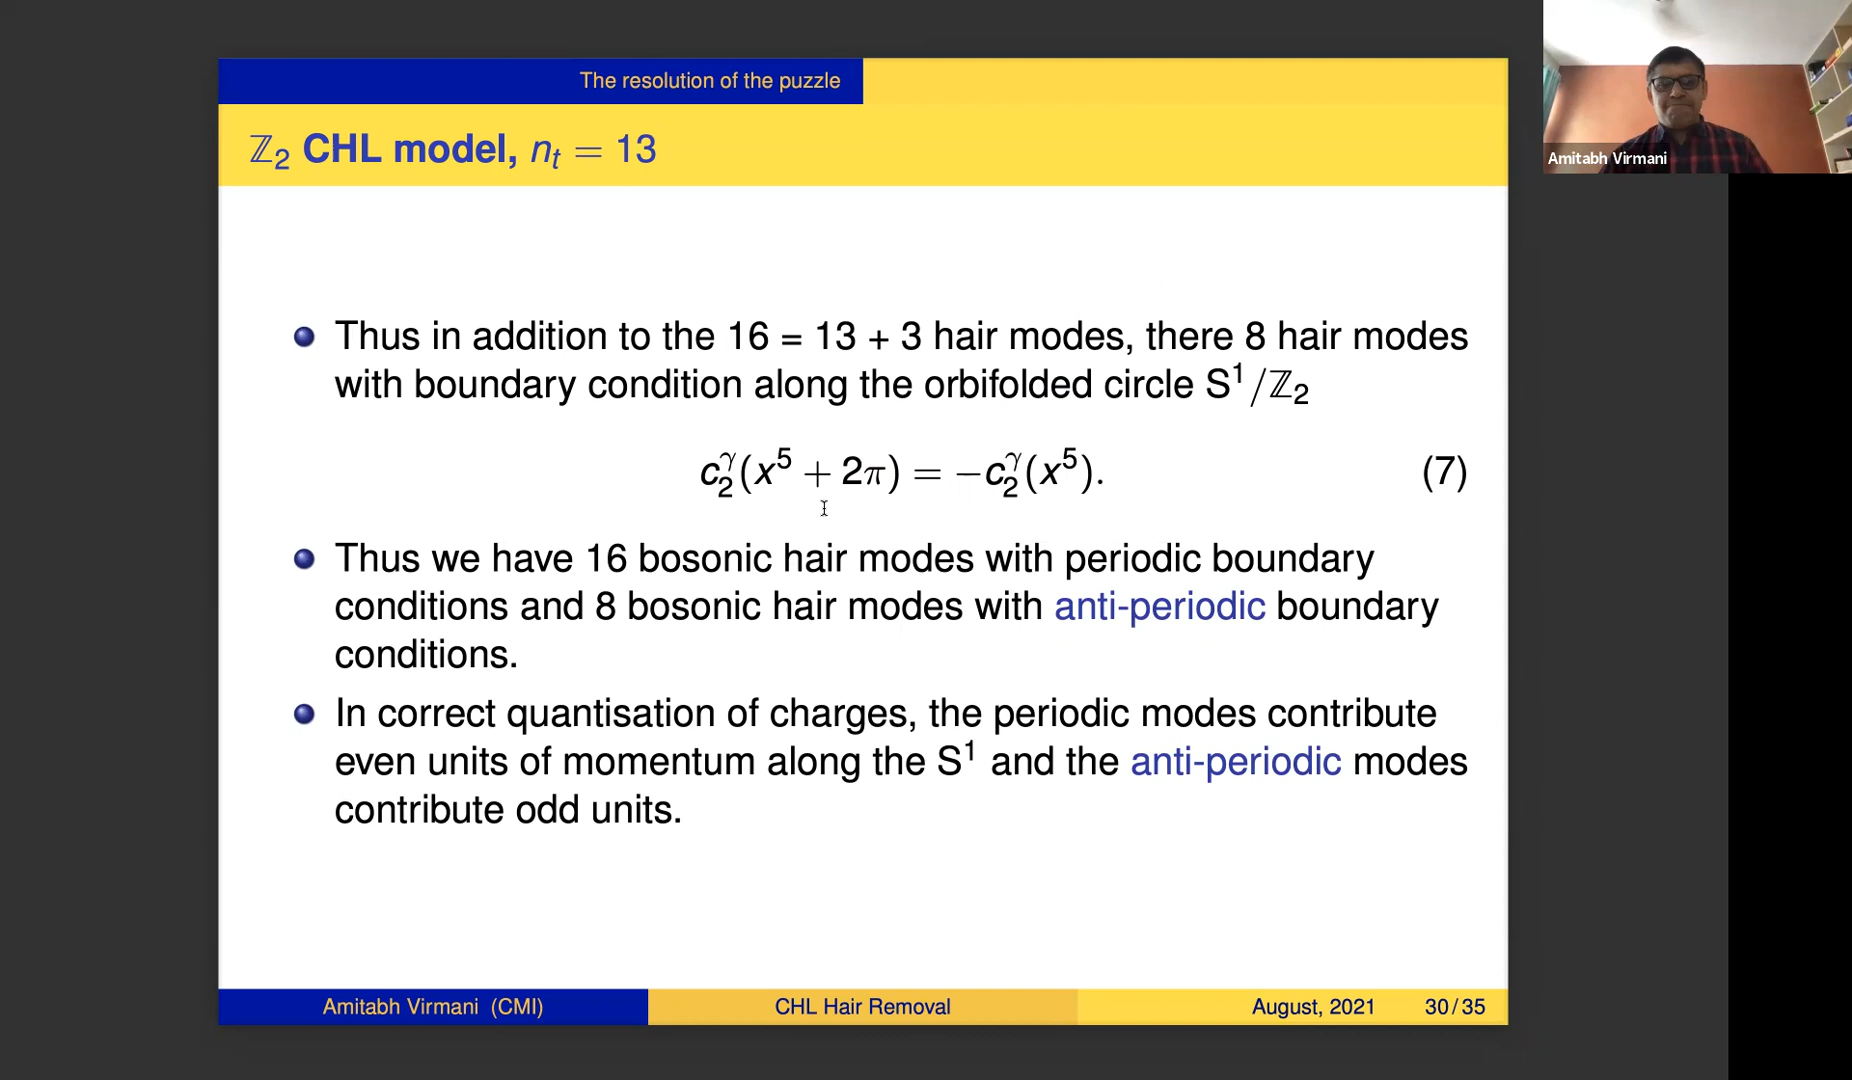 The resolution of the puzzle
ℤ₂ CHL model, nₜ = 13
Amitabh Virmani
Thus in addition to the 16 = 13 + 3 hair modes, there 8 hair modes
with boundary condition along the orbifolded circle S¹/ℤ₂
c₂^γ(x⁵ + 2π) = −c₂^γ(x⁵). (7)
Thus we have 16 bosonic hair modes with periodic boundary
conditions and 8 bosonic hair modes with anti-periodic boundary
conditions.
In correct quantisation of charges, the periodic modes contribute
even units of momentum along the S¹ and the anti-periodic modes
contribute odd units.
Amitabh Virmani (CMI) CHL Hair Removal August, 2021 30/35